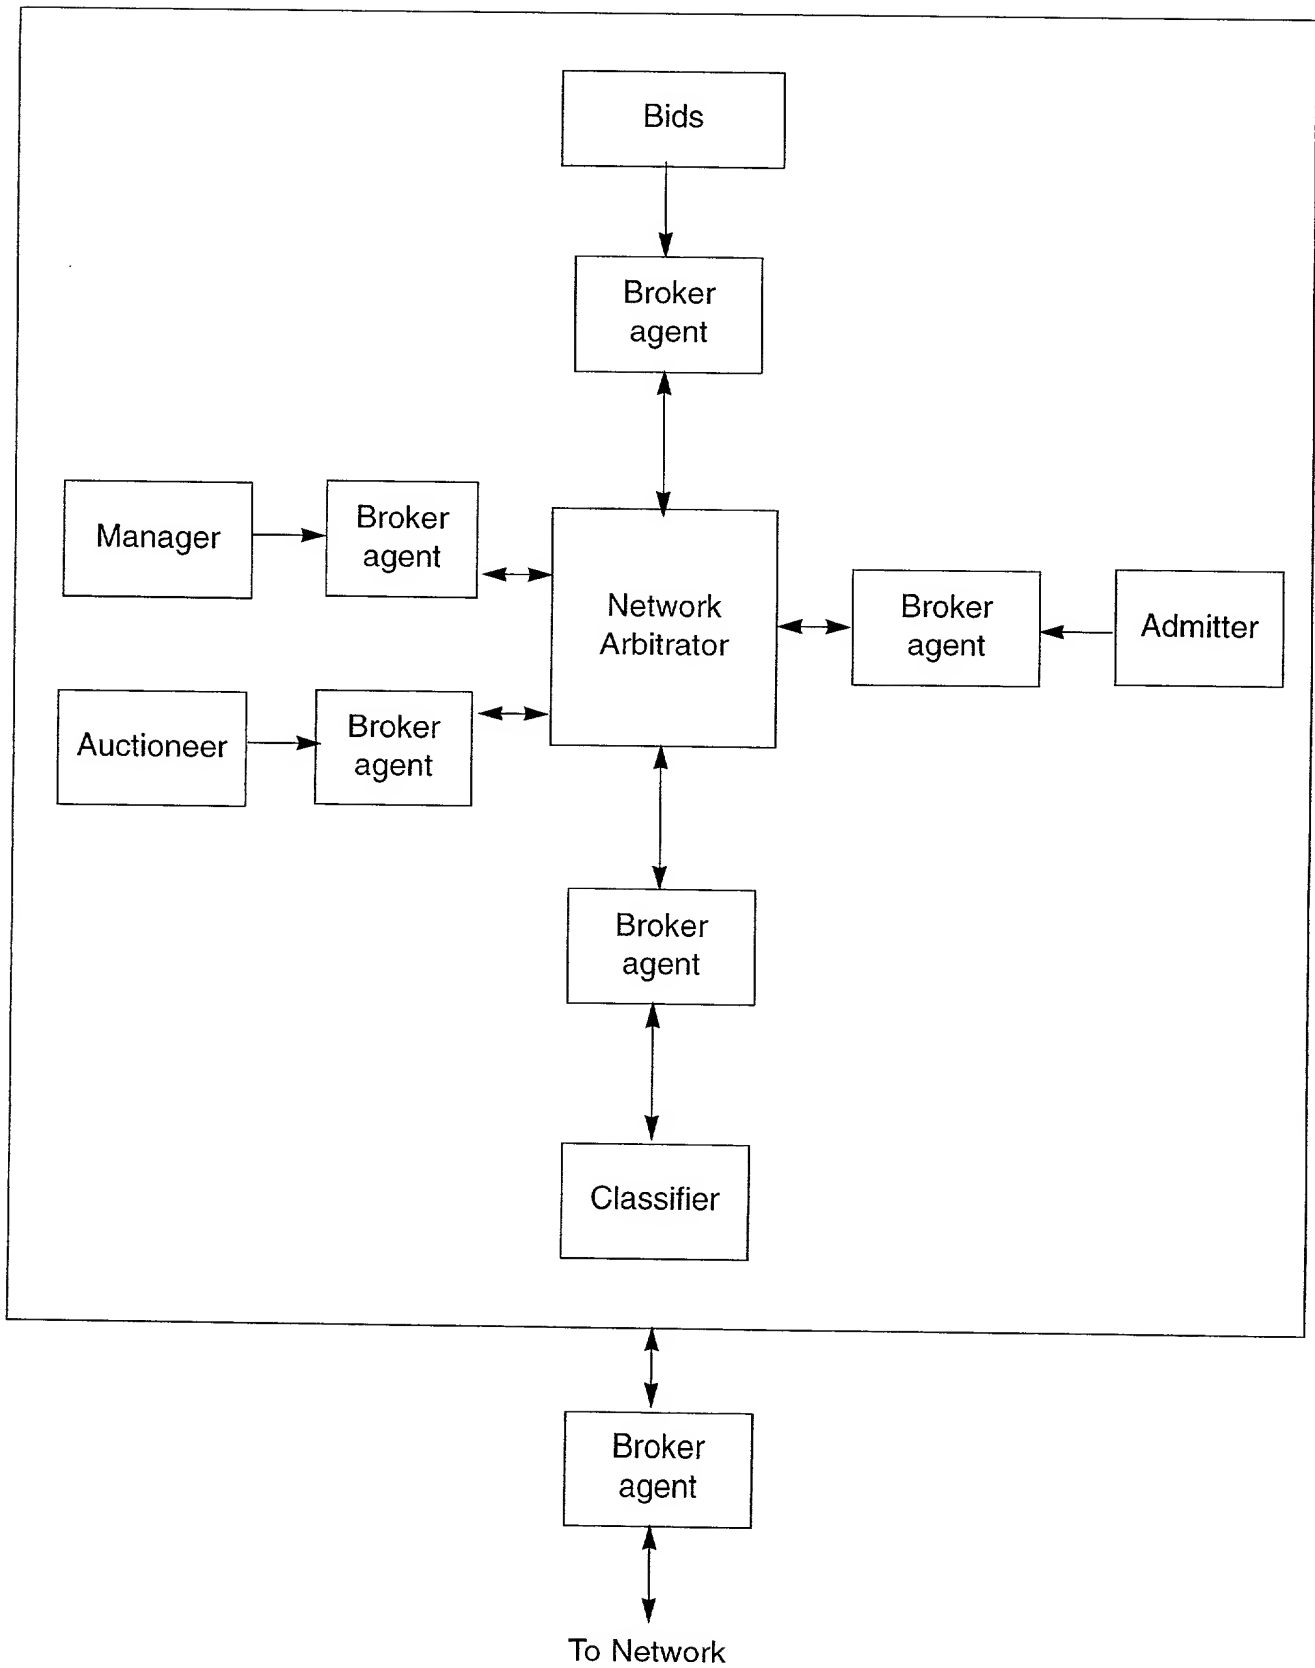 Bids
Broker
agent
Manager
Broker
agent
Network
Arbitrator
Broker
agent
Admitter
Auctioneer
Broker
agent
Broker
agent
Classifier
Broker
agent
To Network